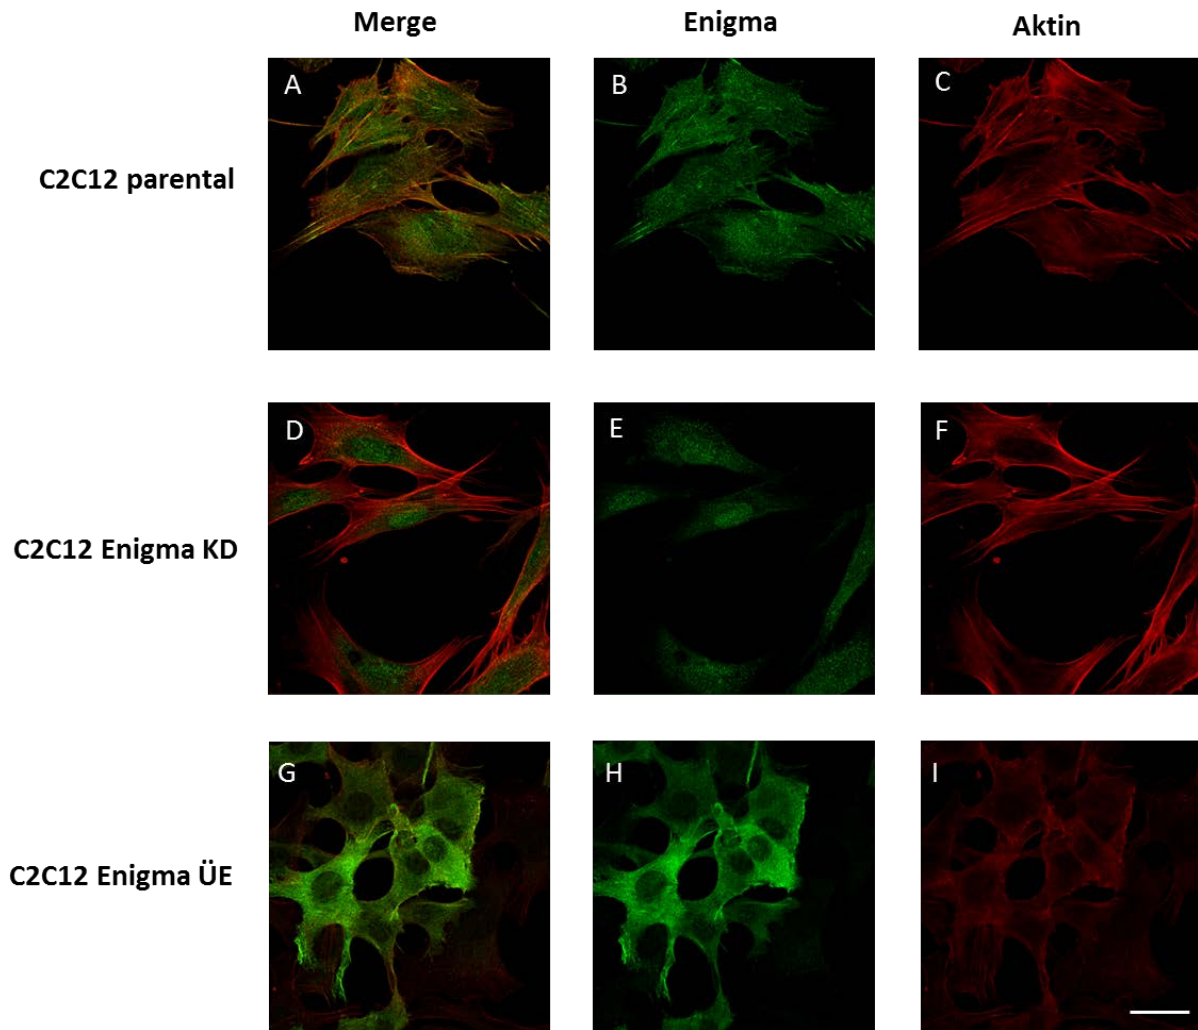 Merge
Enigma
Aktin
A
B
C
C2C12 parental
D
E
F
C2C12 Enigma KD
G
H
I
C2C12 Enigma ÜE